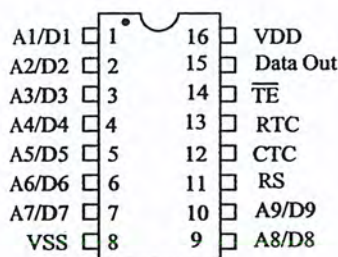 A1/D1 1 16 VDD
A2/D2 2 15 Data Out
A3/D3 3 14 TE
A4/D4 4 13 RTC
A5/D5 5 12 CTC
A6/D6 6 11 RS
A7/D7 7 10 A9/D9
VSS 8 9 A8/D8